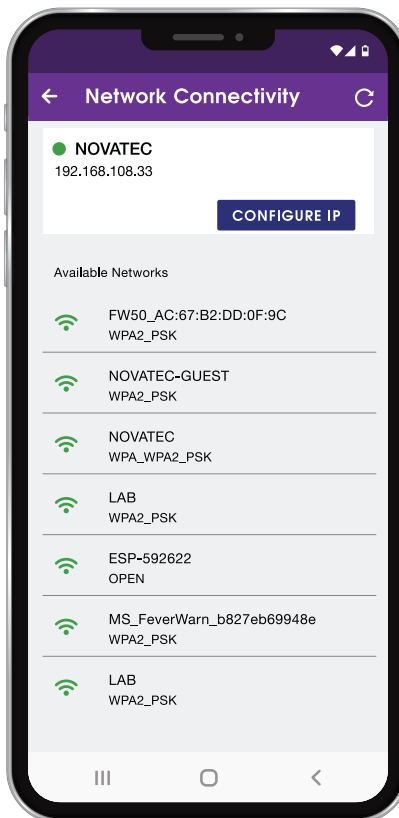 Network Connectivity
NOVATEC
192.168.108.33
CONFIGURE IP
Available Networks
FW50_AC:67:B2:DD:0F:9C
WPA2_PSK
NOVATEC-GUEST
WPA2_PSK
NOVATEC
WPA_WPA2_PSK
LAB
WPA2_PSK
ESP-592622
OPEN
MS_FeverWarn_b827eb69948e
WPA2_PSK
LAB
WPA2_PSK